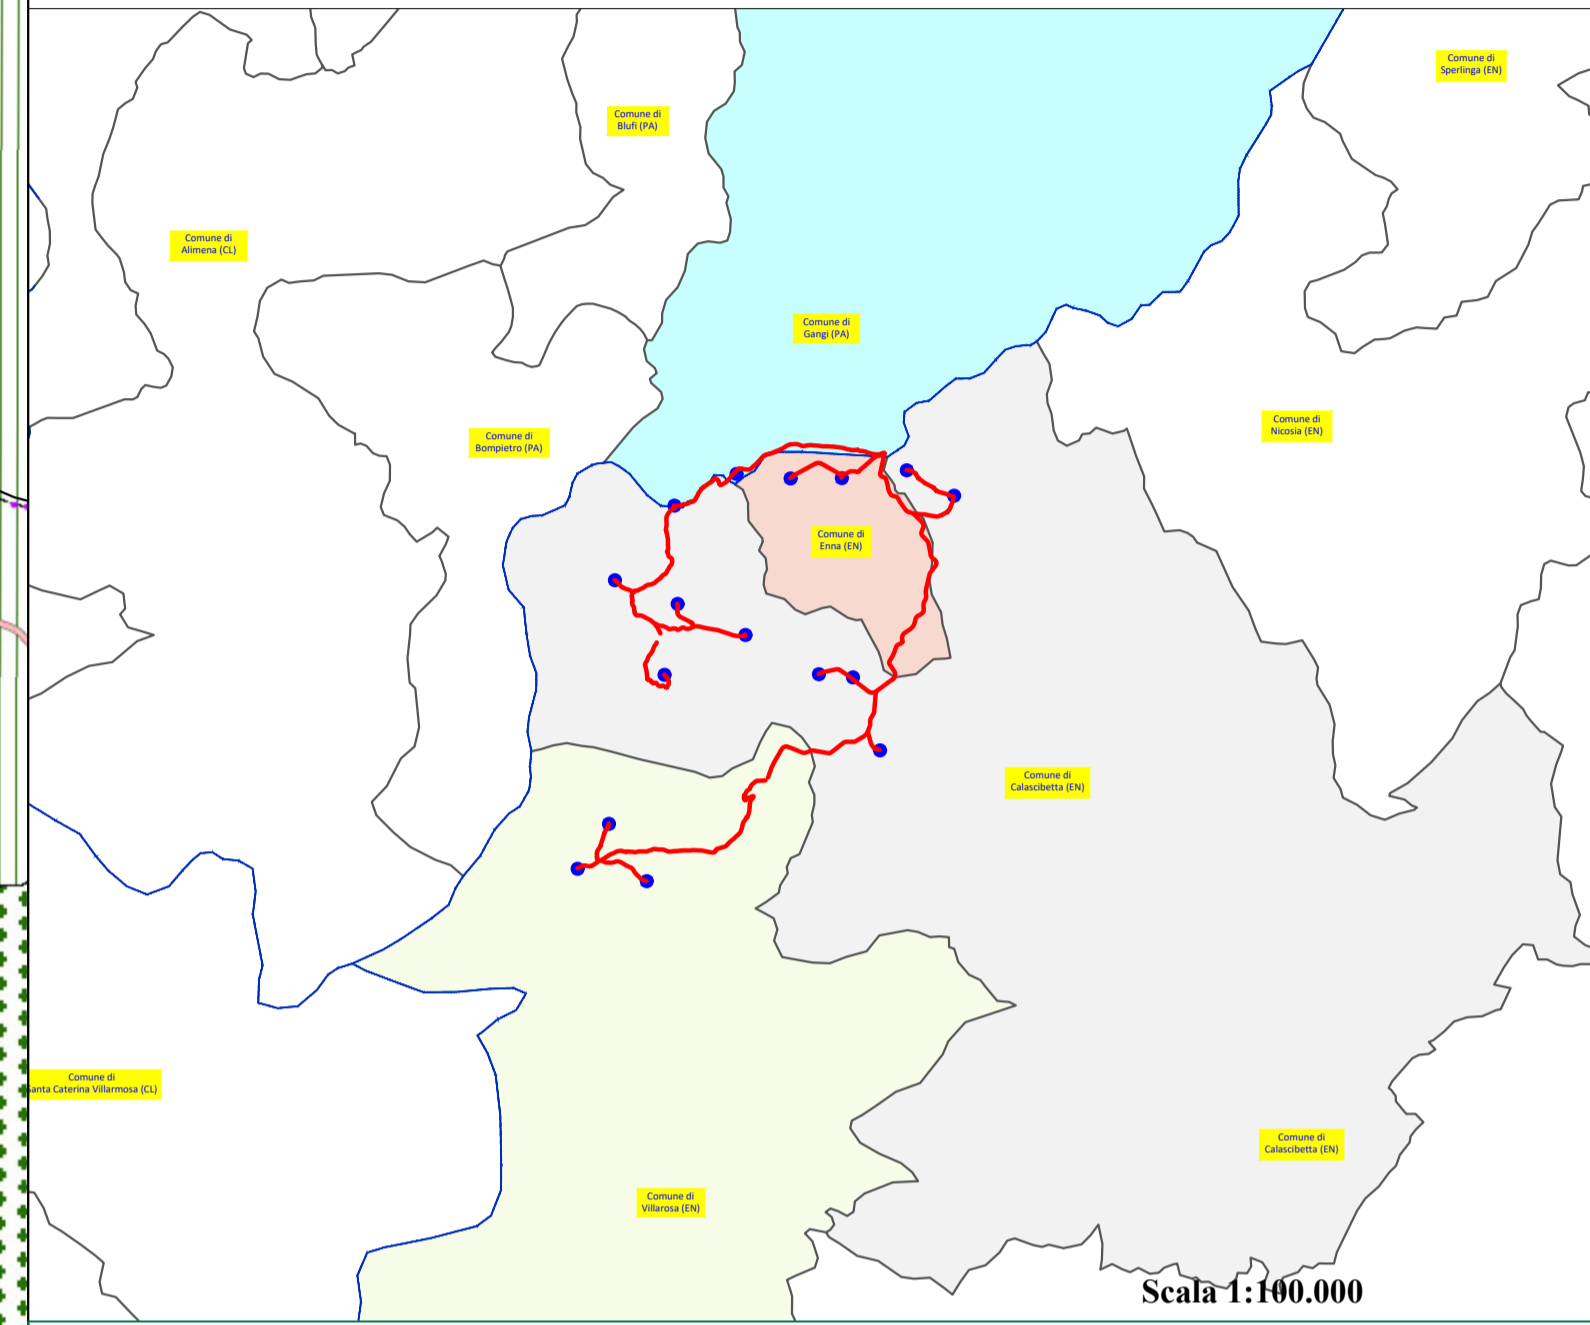 Comune di
Sperlinga (EN)
Comune di
Blufi (PA)
Comune di
Alimena (CL)
Comune di
Gangi (PA)
Comune di
Nicosia (EN)
Comune di
Bompietro (PA)
Comune di
Enna (EN)
Comune di
Calascibetta (EN)
Comune di
Santa Caterina Villarmosa (CL)
Comune di
Calascibetta (EN)
Comune di
Villarosa (EN)
Scala 1:100.000